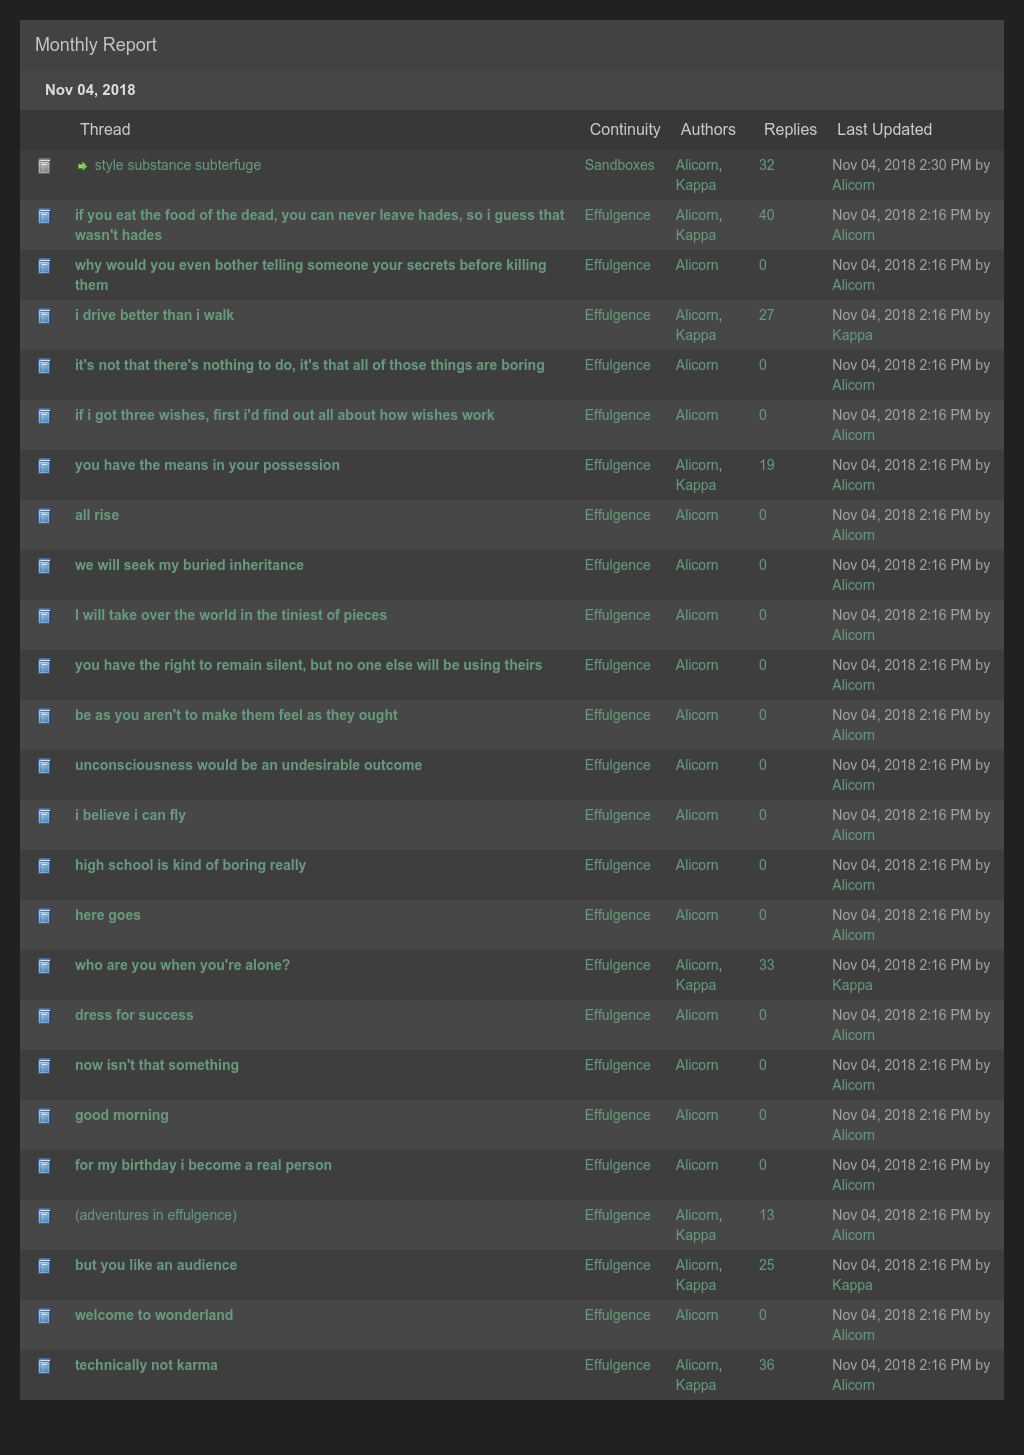 Monthly Report
Nov 04, 2018
Thread Continuity Authors Replies Last Updated
style substance subterfuge Sandboxes Alicorn, 32 Nov 04, 2018 2:30 PM by
Kappa Alicorn
if you eat the food of the dead, you can never leave hades, so i guess that Effulgence Alicorn, 40 Nov 04, 2018 2:16 PM by
wasn't hades Kappa Alicorn
why would you even bother telling someone your secrets before killing Effulgence Alicorn 0 Nov 04, 2018 2:16 PM by
them Alicorn
i drive better than i walk Effulgence Alicorn, 27 Nov 04, 2018 2:16 PM by
Kappa Kappa
it's not that there's nothing to do, it's that all of those things are boring Effulgence Alicorn 0 Nov 04, 2018 2:16 PM by
Alicorn
if i got three wishes, first i'd find out all about how wishes work Effulgence Alicorn 0 Nov 04, 2018 2:16 PM by
Alicorn
you have the means in your possession Effulgence Alicorn, 19 Nov 04, 2018 2:16 PM by
Kappa Alicorn
all rise Effulgence Alicorn 0 Nov 04, 2018 2:16 PM by
Alicorn
we will seek my buried inheritance Effulgence Alicorn 0 Nov 04, 2018 2:16 PM by
Alicorn
I will take over the world in the tiniest of pieces Effulgence Alicorn 0 Nov 04, 2018 2:16 PM by
Alicorn
you have the right to remain silent, but no one else will be using theirs Effulgence Alicorn 0 Nov 04, 2018 2:16 PM by
Alicorn
be as you aren't to make them feel as they ought Effulgence Alicorn 0 Nov 04, 2018 2:16 PM by
Alicorn
unconsciousness would be an undesirable outcome Effulgence Alicorn 0 Nov 04, 2018 2:16 PM by
Alicorn
i believe i can fly Effulgence Alicorn 0 Nov 04, 2018 2:16 PM by
Alicorn
high school is kind of boring really Effulgence Alicorn 0 Nov 04, 2018 2:16 PM by
Alicorn
here goes Effulgence Alicorn 0 Nov 04, 2018 2:16 PM by
Alicorn
who are you when you're alone? Effulgence Alicorn, 33 Nov 04, 2018 2:16 PM by
Kappa Kappa
dress for success Effulgence Alicorn 0 Nov 04, 2018 2:16 PM by
Alicorn
now isn't that something Effulgence Alicorn 0 Nov 04, 2018 2:16 PM by
Alicorn
good morning Effulgence Alicorn 0 Nov 04, 2018 2:16 PM by
Alicorn
for my birthday i become a real person Effulgence Alicorn 0 Nov 04, 2018 2:16 PM by
Alicorn
(adventures in effulgence) Effulgence Alicorn, 13 Nov 04, 2018 2:16 PM by
Kappa Alicorn
but you like an audience Effulgence Alicorn, 25 Nov 04, 2018 2:16 PM by
Kappa Kappa
welcome to wonderland Effulgence Alicorn 0 Nov 04, 2018 2:16 PM by
Alicorn
technically not karma Effulgence Alicorn, 36 Nov 04, 2018 2:16 PM by
Kappa Alicorn